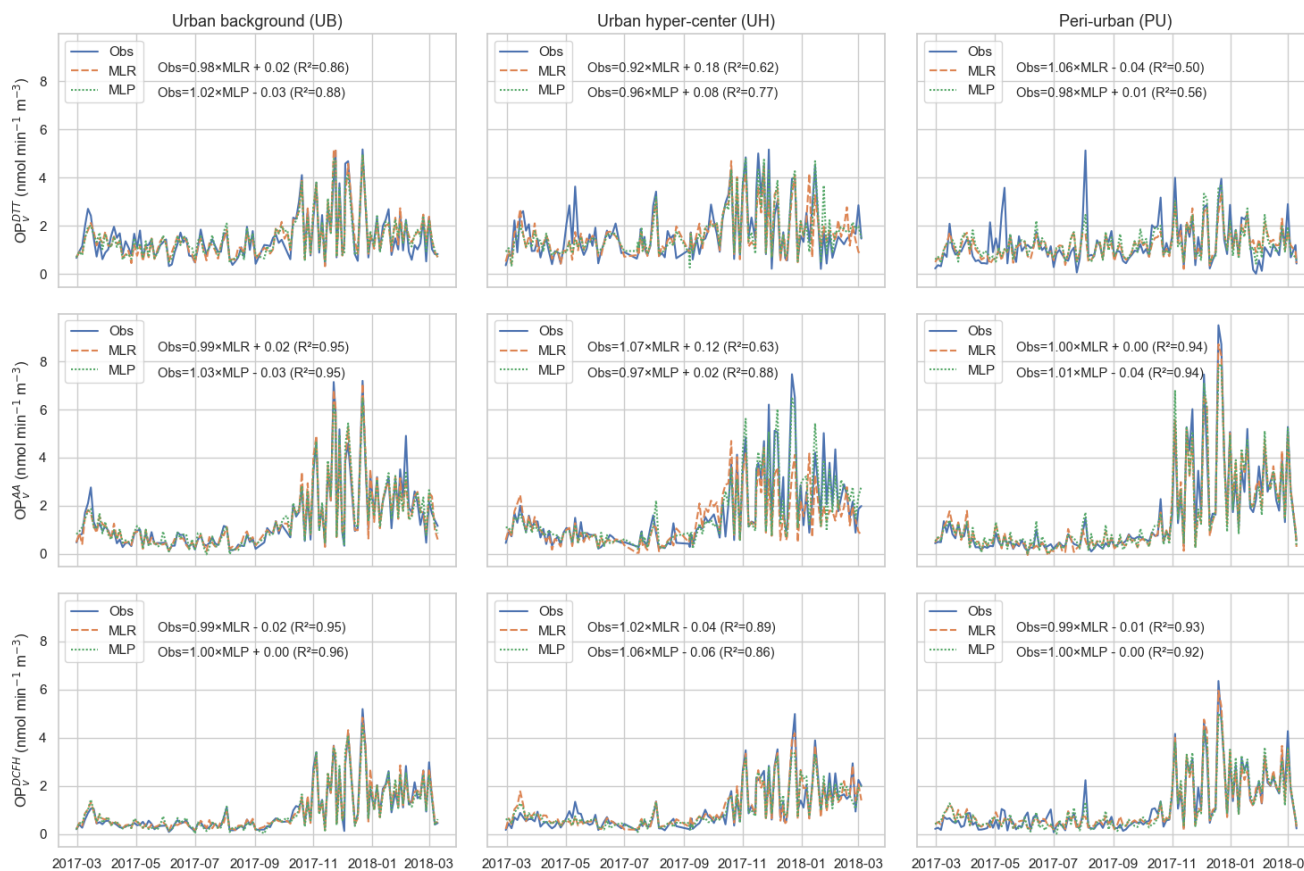 Urban background (UB)
Urban hyper-center (UH)
Peri-urban (PU)
OP_v^DTT (nmol min⁻¹ m⁻³)
8
6
4
2
0
Obs
MLR
MLP
Obs=0.98×MLR + 0.02 (R²=0.86)
Obs=1.02×MLP - 0.03 (R²=0.88)
Obs
MLR
MLP
Obs=0.92×MLR + 0.18 (R²=0.62)
Obs=0.96×MLP + 0.08 (R²=0.77)
Obs
MLR
MLP
Obs=1.06×MLR - 0.04 (R²=0.50)
Obs=0.98×MLP + 0.01 (R²=0.56)
OP_v^AA (nmol min⁻¹ m⁻³)
8
6
4
2
0
Obs
MLR
MLP
Obs=0.99×MLR + 0.02 (R²=0.95)
Obs=1.03×MLP - 0.03 (R²=0.95)
Obs
MLR
MLP
Obs=1.07×MLR + 0.12 (R²=0.63)
Obs=0.97×MLP + 0.02 (R²=0.88)
Obs
MLR
MLP
Obs=1.00×MLR + 0.00 (R²=0.94)
Obs=1.01×MLP - 0.04 (R²=0.94)
OP_v^DCFH (nmol min⁻¹ m⁻³)
8
6
4
2
0
Obs
MLR
MLP
Obs=0.99×MLR - 0.02 (R²=0.95)
Obs=1.00×MLP + 0.00 (R²=0.96)
Obs
MLR
MLP
Obs=1.02×MLR - 0.04 (R²=0.89)
Obs=1.06×MLP - 0.06 (R²=0.86)
Obs
MLR
MLP
Obs=0.99×MLR - 0.01 (R²=0.93)
Obs=1.00×MLP - 0.00 (R²=0.92)
2017-03 2017-05 2017-07 2017-09 2017-11 2018-01 2018-03
2017-03 2017-05 2017-07 2017-09 2017-11 2018-01 2018-03
2017-03 2017-05 2017-07 2017-09 2017-11 2018-01 2018-0